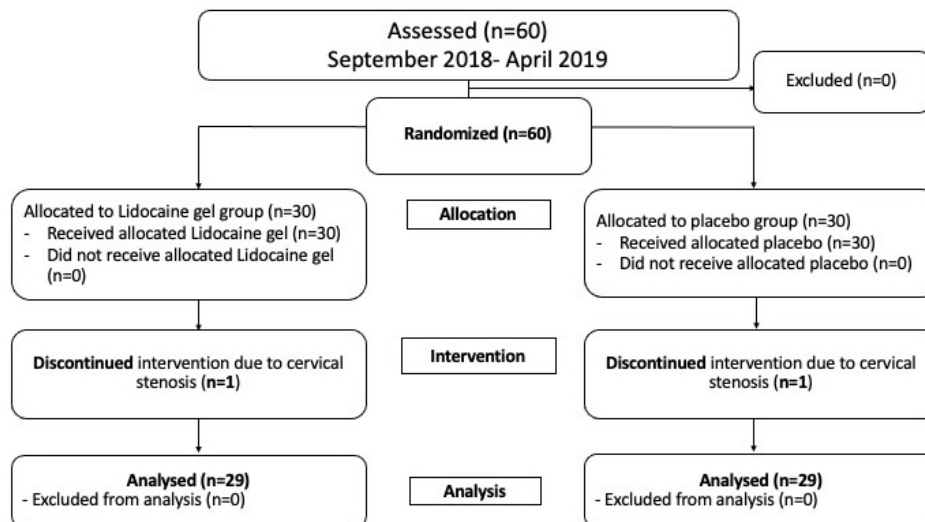 Assessed (n=60)
September 2018- April 2019
Excluded (n=0)
Randomized (n=60)
Allocated to Lidocaine gel group (n=30)
- Received allocated Lidocaine gel (n=30)
- Did not receive allocated Lidocaine gel
(n=0)
Allocation
Allocated to placebo group (n=30)
- Received allocated placebo (n=30)
- Did not receive allocated placebo (n=0)
Discontinued intervention due to cervical
stenosis (n=1)
Intervention
Discontinued intervention due to cervical
stenosis (n=1)
Analysed (n=29)
- Excluded from analysis (n=0)
Analysis
Analysed (n=29)
- Excluded from analysis (n=0)